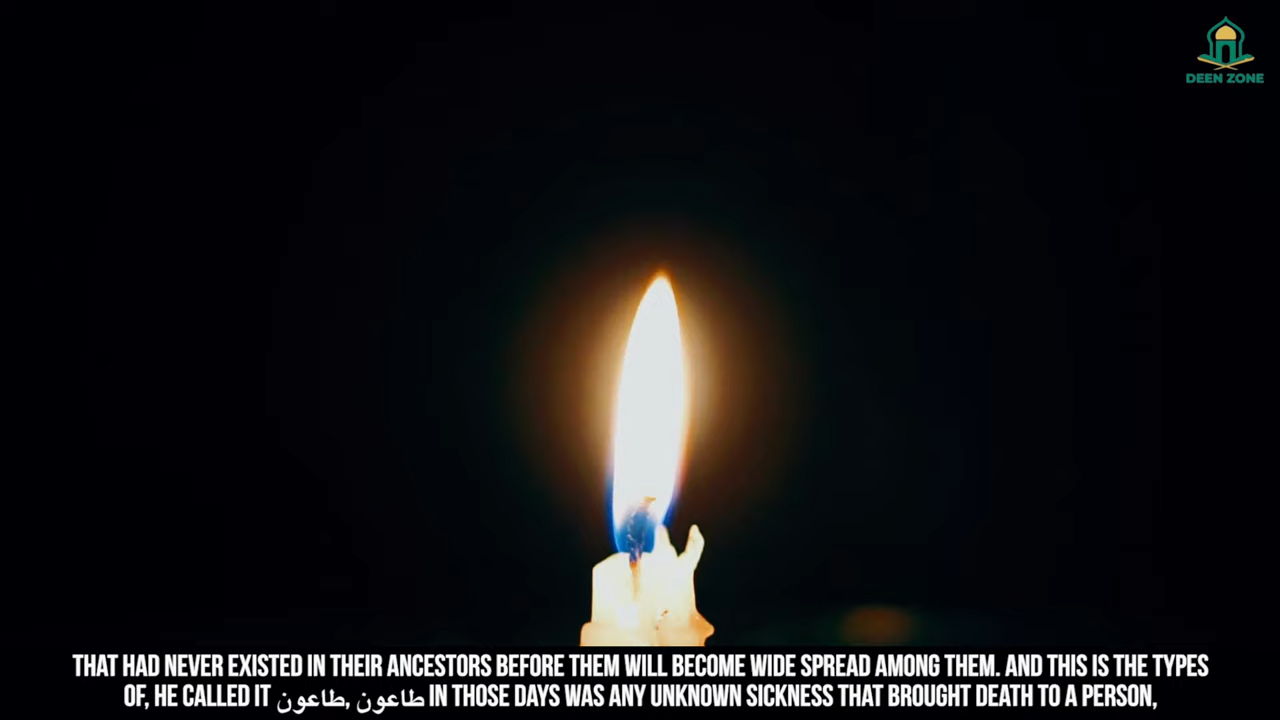 DEEN ZONE
THAT HAD NEVER EXISTED IN THEIR ANCESTORS BEFORE THEM WILL BECOME WIDE SPREAD AMONG THEM. AND THIS IS THE TYPES
OF, HE CALLED IT طاعون, طاعون IN THOSE DAYS WAS ANY UNKNOWN SICKNESS THAT BROUGHT DEATH TO A PERSON,